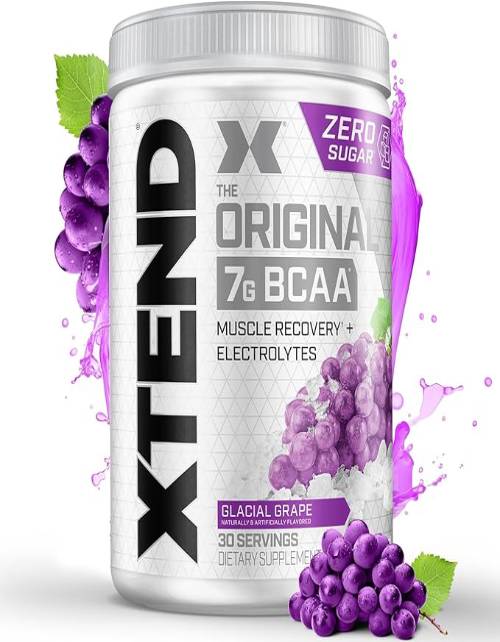 XTEND®
X®
ZERO
SUGAR
THE
ORIGINAL
7G BCAA*
MUSCLE RECOVERY* +
ELECTROLYTES
GLACIAL GRAPE
NATURALLY & ARTIFICIALLY FLAVORED
30 SERVINGS
DIETARY SUPPLEMENT